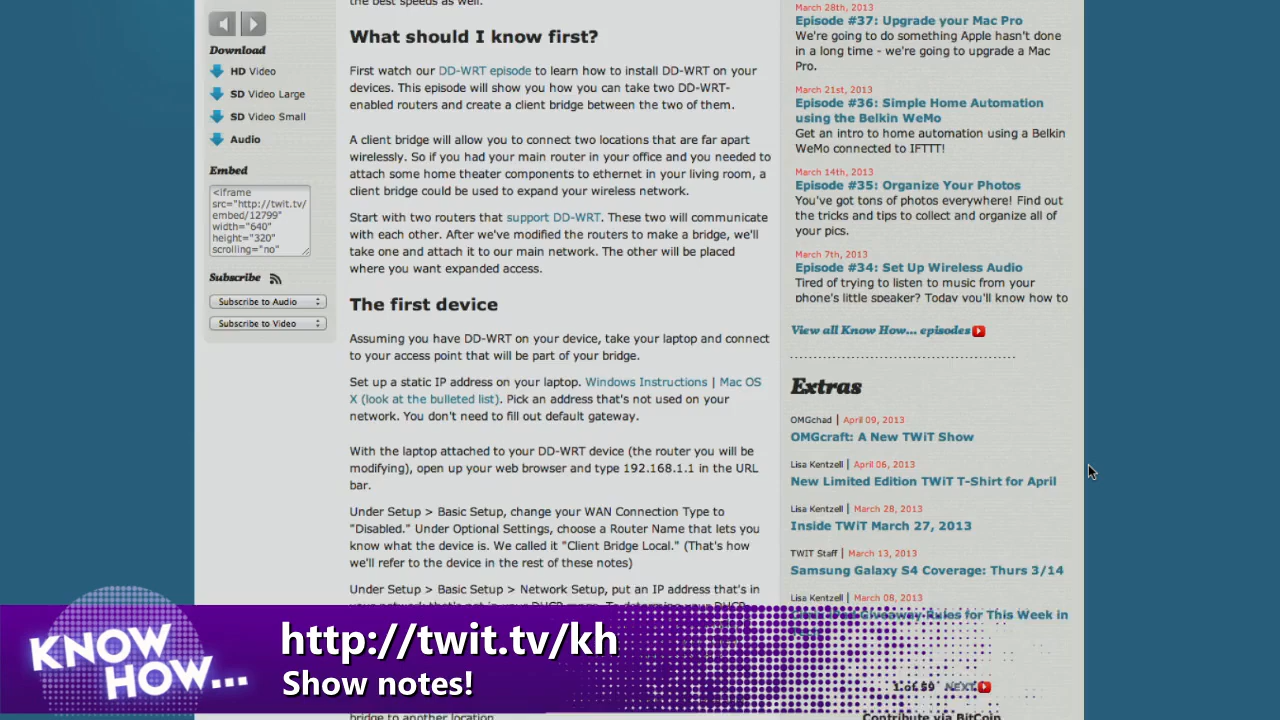 the best speeds as well.
Download
HD Video
SD Video Large
SD Video Small
Audio
Embed
<iframe
src="http://twit.tv/
embed/12799"
width="640"
height="320"
scrolling="no"
Subscribe
Subscribe to Audio
Subscribe to Video
What should I know first?
First watch our DD-WRT episode to learn how to install DD-WRT on your
devices. This episode will show you how you can take two DD-WRT-
enabled routers and create a client bridge between the two of them.
A client bridge will allow you to connect two locations that are far apart
wirelessly. So if you had your main router in your office and you needed to
attach some home theater components to ethernet in your living room, a
client bridge could be used to expand your wireless network.
Start with two routers that support DD-WRT. These two will communicate
with each other. After we've modified the routers to make a bridge, we'll
take one and attach it to our main network. The other will be placed
where you want expanded access.
The first device
Assuming you have DD-WRT on your device, take your laptop and connect
to your access point that will be part of your bridge.
Set up a static IP address on your laptop. Windows Instructions | Mac OS
X (look at the bulleted list). Pick an address that's not used on your
network. You don't need to fill out default gateway.
With the laptop attached to your DD-WRT device (the router you will be
modifying), open up your web browser and type 192.168.1.1 in the URL
bar.
Under Setup > Basic Setup, change your WAN Connection Type to
"Disabled." Under Optional Settings, choose a Router Name that lets you
know what the device is. We called it "Client Bridge Local." (That's how
we'll refer to the device in the rest of these notes)
Under Setup > Basic Setup > Network Setup, put an IP address that's in
bridge to another location
March 28th, 2013
Episode #37: Upgrade your Mac Pro
We're going to do something Apple hasn't done
in a long time - we're going to upgrade a Mac
Pro.
March 21st, 2013
Episode #36: Simple Home Automation
using the Belkin WeMo
Get an intro to home automation using a Belkin
WeMo connected to IFTTT!
March 14th, 2013
Episode #35: Organize Your Photos
You've got tons of photos everywhere! Find out
the tricks and tips to collect and organize all of
your pics.
March 7th, 2013
Episode #34: Set Up Wireless Audio
Tired of trying to listen to music from your
phone's little speaker? Today you'll know how to
View all Know How... episodes
Extras
OMGchad | April 09, 2013
OMGcraft: A New TWiT Show
Lisa Kentzell | April 06, 2013
New Limited Edition TWiT T-Shirt for April
Lisa Kentzell | March 28, 2013
Inside TWiT March 27, 2013
TWIT Staff | March 13, 2013
Samsung Galaxy S4 Coverage: Thurs 3/14
Lisa Kentzell | March 08, 2013
iPad Giveaway Rules for This Week in
1 of 59 NEXT
Contribute via BitCoin
KNOW
HOW...
http://twit.tv/kh
Show notes!